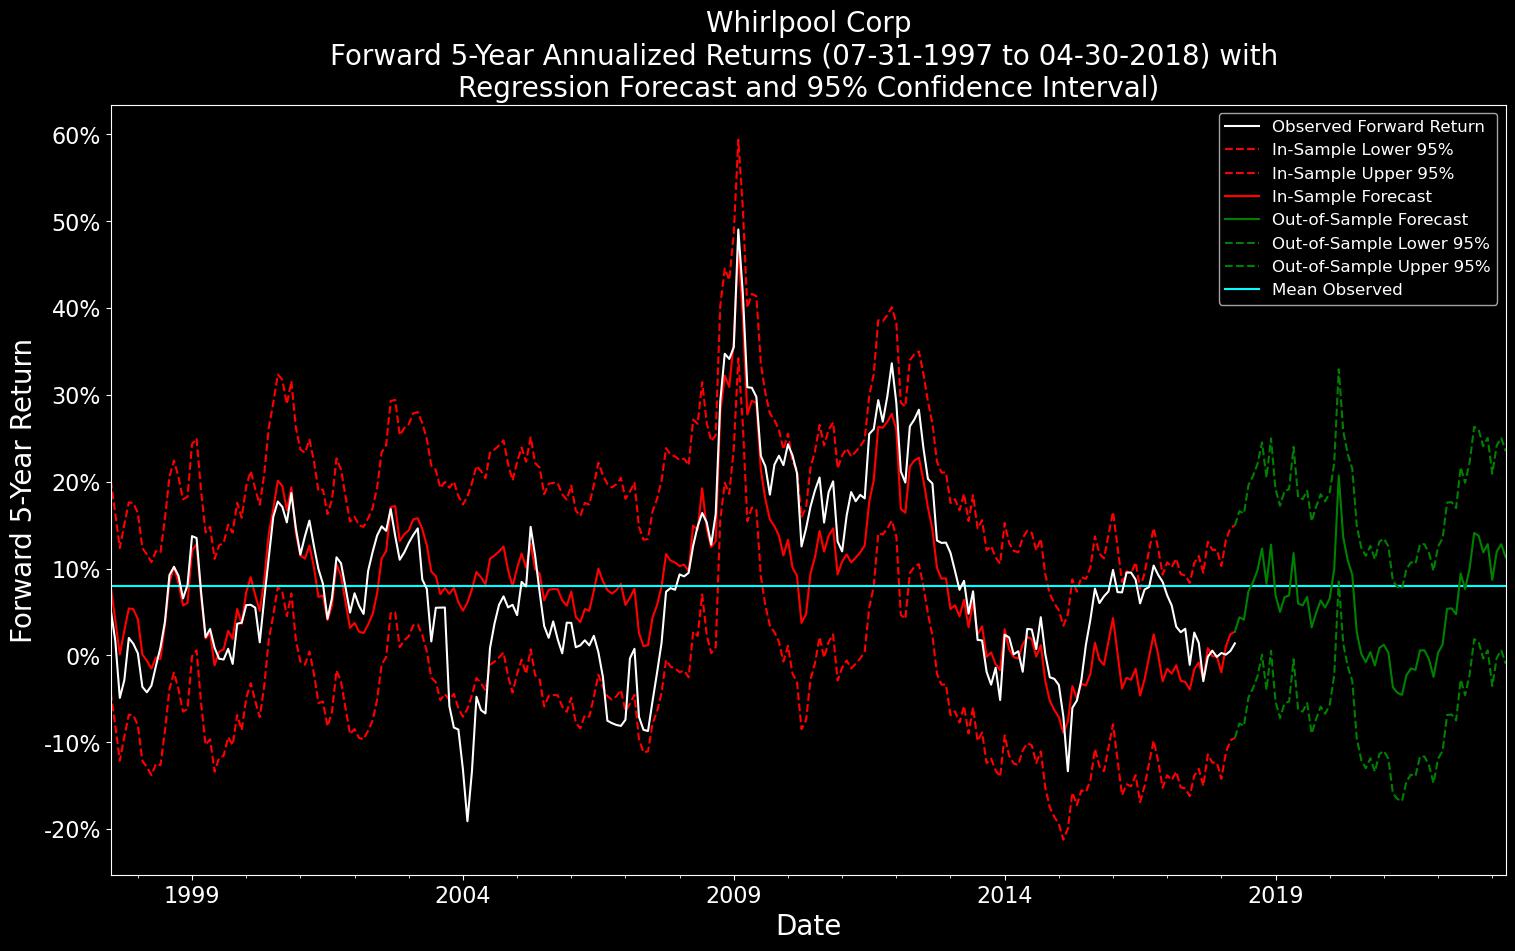 Whirlpool Corp
Forward 5-Year Annualized Returns (07-31-1997 to 04-30-2018) with
Regression Forecast and 95% Confidence Interval)
Forward 5-Year Return
60%
50%
40%
30%
20%
10%
0%
-10%
-20%
Observed Forward Return
In-Sample Lower 95%
In-Sample Upper 95%
In-Sample Forecast
Out-of-Sample Forecast
Out-of-Sample Lower 95%
Out-of-Sample Upper 95%
Mean Observed
1999
2004
2009
2014
2019
Date